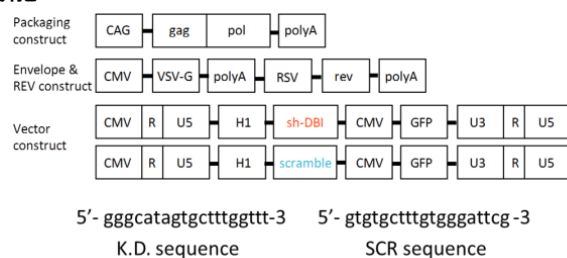 Packaging construct
CAG gag pol polyA
Envelope & REV construct
CMV VSV-G polyA RSV rev polyA
Vector construct
CMV R U5 H1 sh-DBI CMV GFP U3 R U5
CMV R U5 H1 scramble CMV GFP U3 R U5
5’- gggcatagtgctttggttt-3 5’- gtgtgctttgtgggattcg -3
K.D. sequence SCR sequence